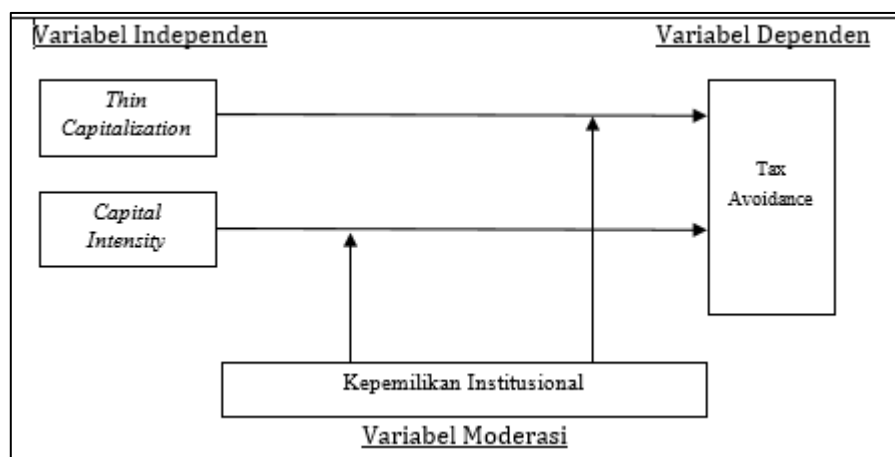 Variabel Independen
Variabel Dependen
Thin
Capitalization
Tax
Avoidance
Capital
Intensity
Kepemilikan Institusional
Variabel Moderasi